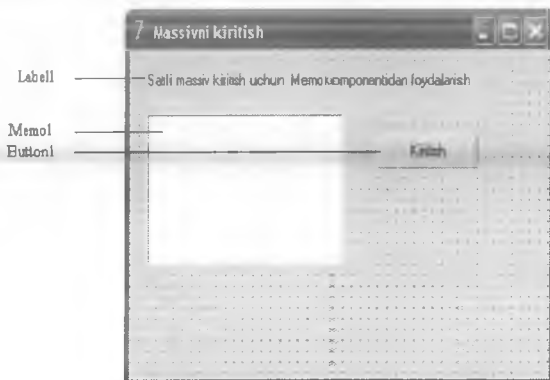 7 Massivni kiritish
Label1
Satli massiv kiritish uchun Memo komponentidan foydalanish
Memo1
Button1
Kiritish